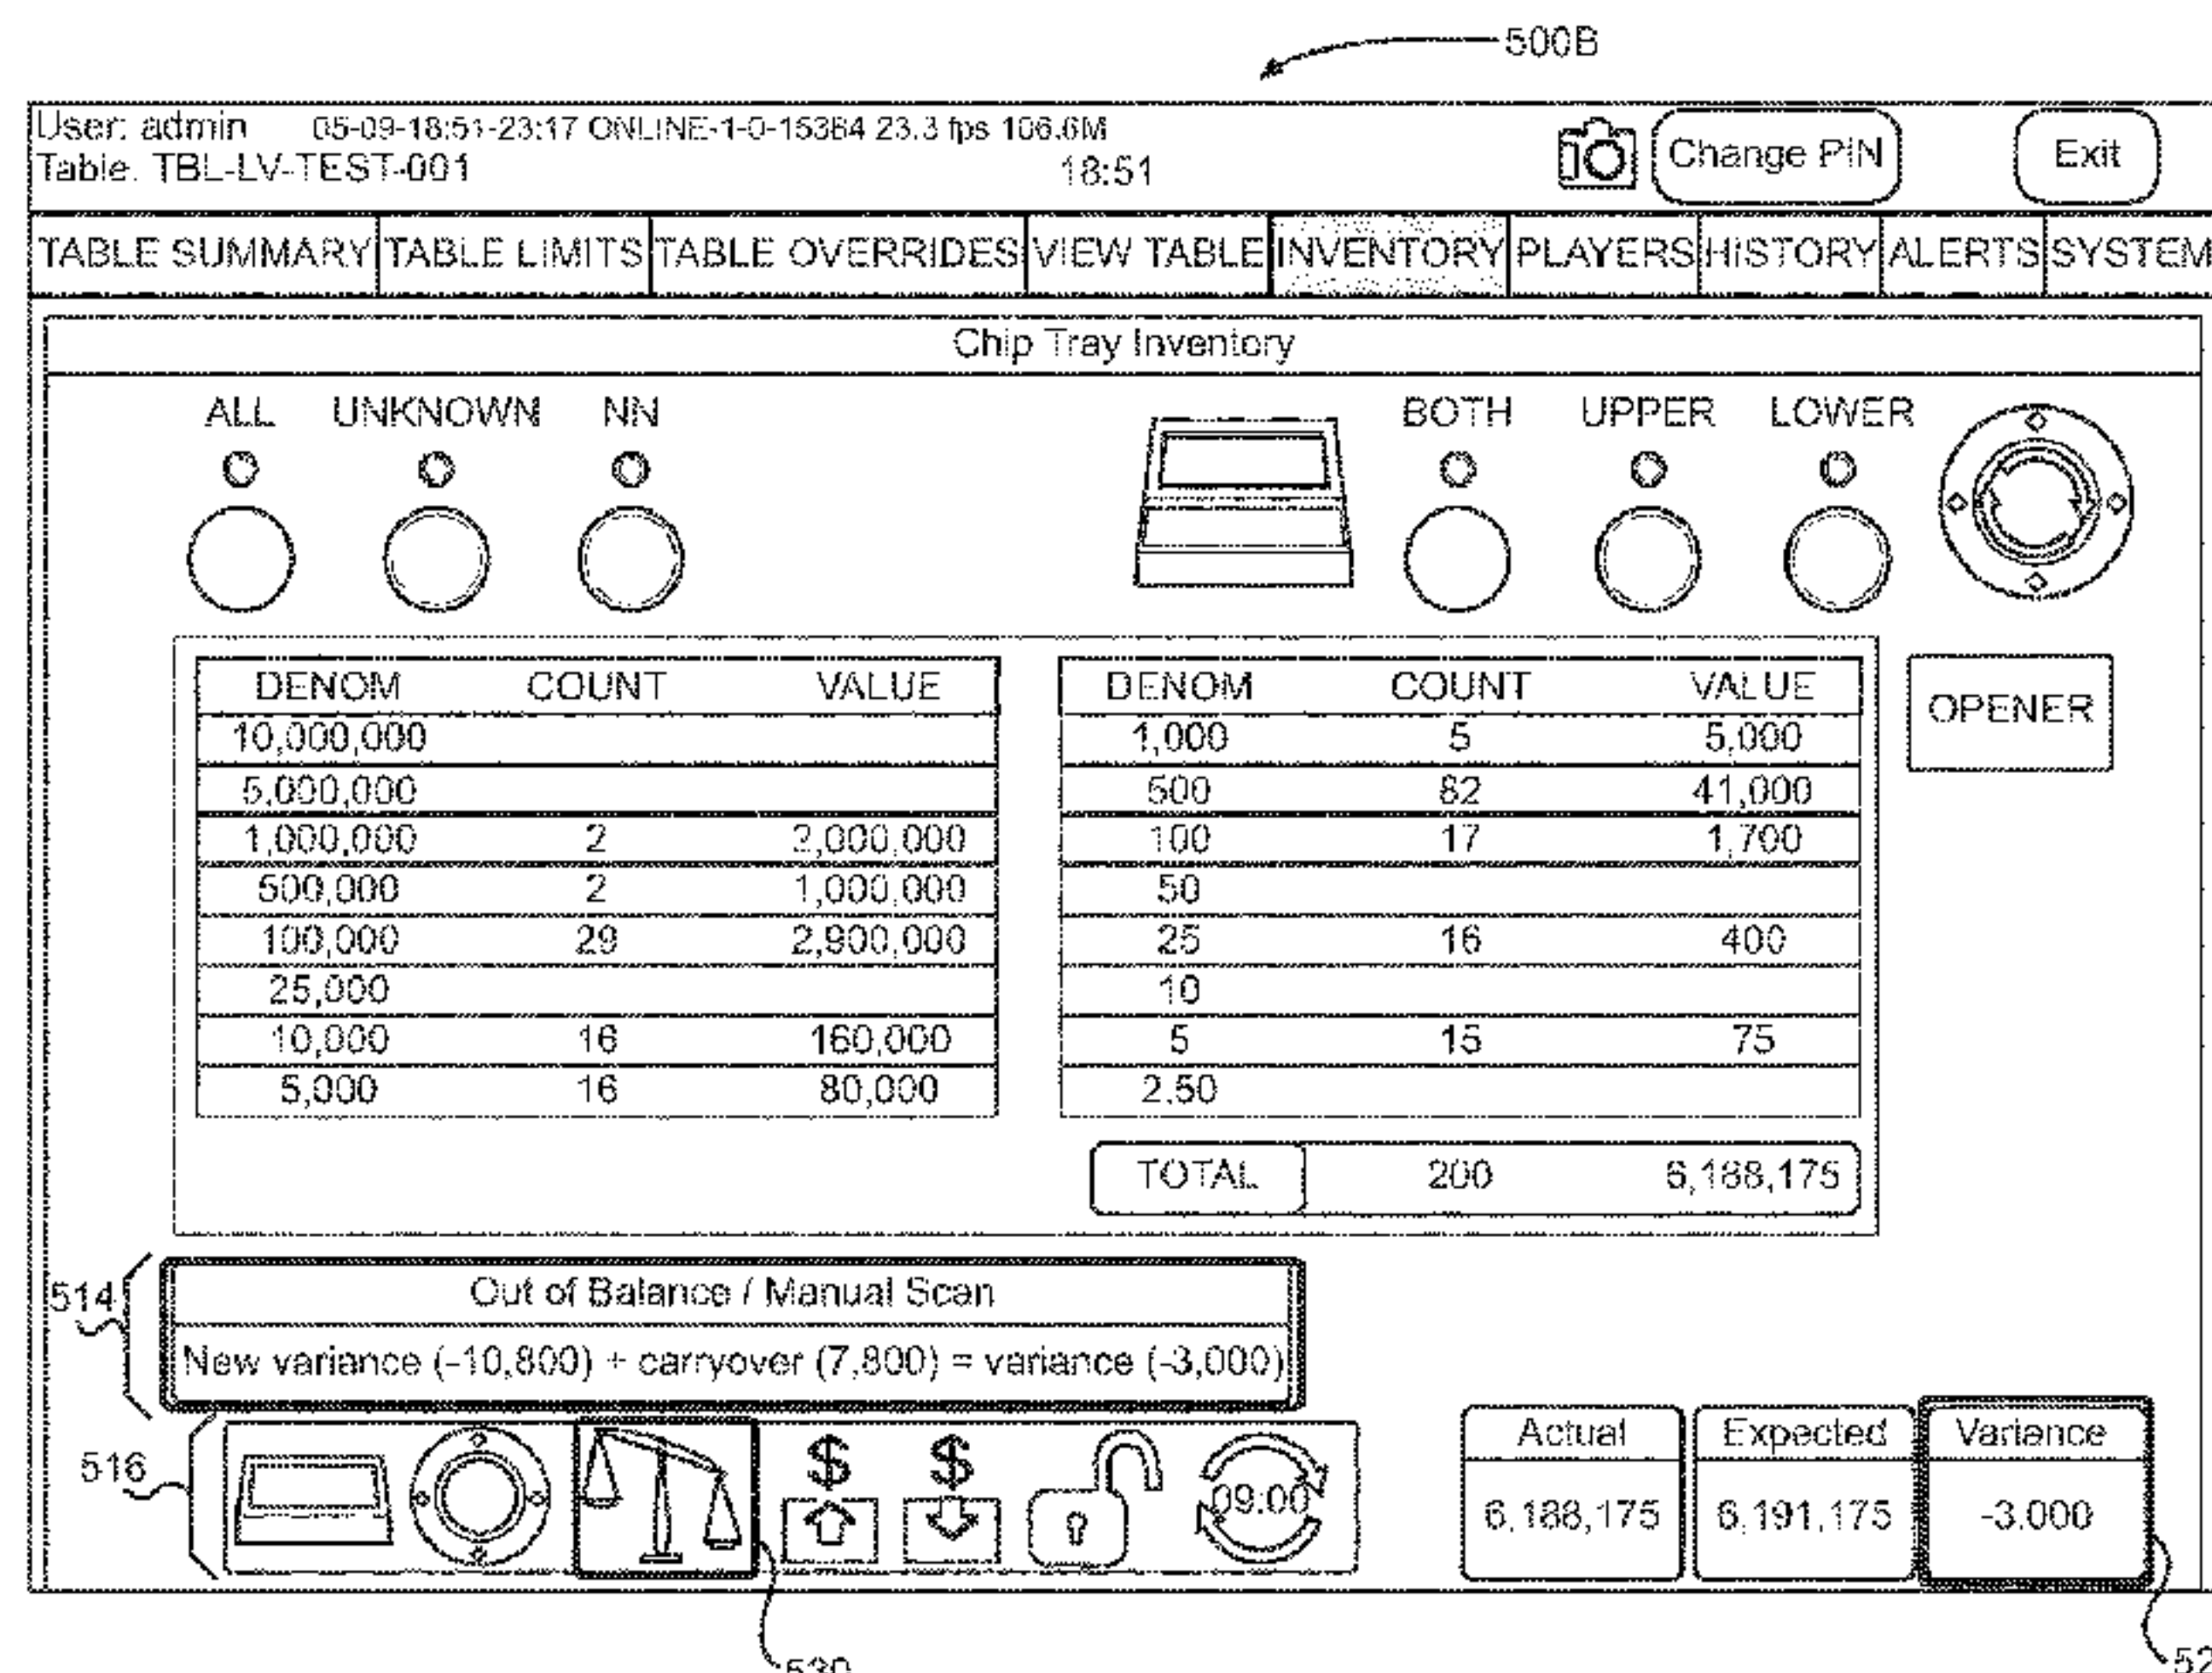 500B
User: admin 05-09-18:51-23:17 ONLINE-1-0-15364 23.3 fps 106.6M
Table: TBL-LV-TEST-001 18:51
Change PIN Exit
TABLE SUMMARY TABLE LIMITS TABLE OVERRIDES VIEW TABLE INVENTORY PLAYERS HISTORY ALERTS SYSTEM
Chip Tray Inventory
ALL UNKNOWN NN BOTH UPPER LOWER
DENOM COUNT VALUE DENOM COUNT VALUE
OPENER
10,000,000 1,000 5 5,000
5,000,000 500 82 41,000
1,000,000 2 2,000,000 100 17 1,700
500,000 2 1,000,000 50
100,000 29 2,900,000 25 16 400
25,000 10
10,000 16 160,000 5 15 75
5,000 16 80,000 2.50
TOTAL 200 6,188,175
514
Out of Balance / Manual Scan
New variance (-10,800) + carryover (7,800) = variance (-3,000)
516
$ $ 09:00
Actual Expected Variance
6,188,175 6,191,175 -3,000
530